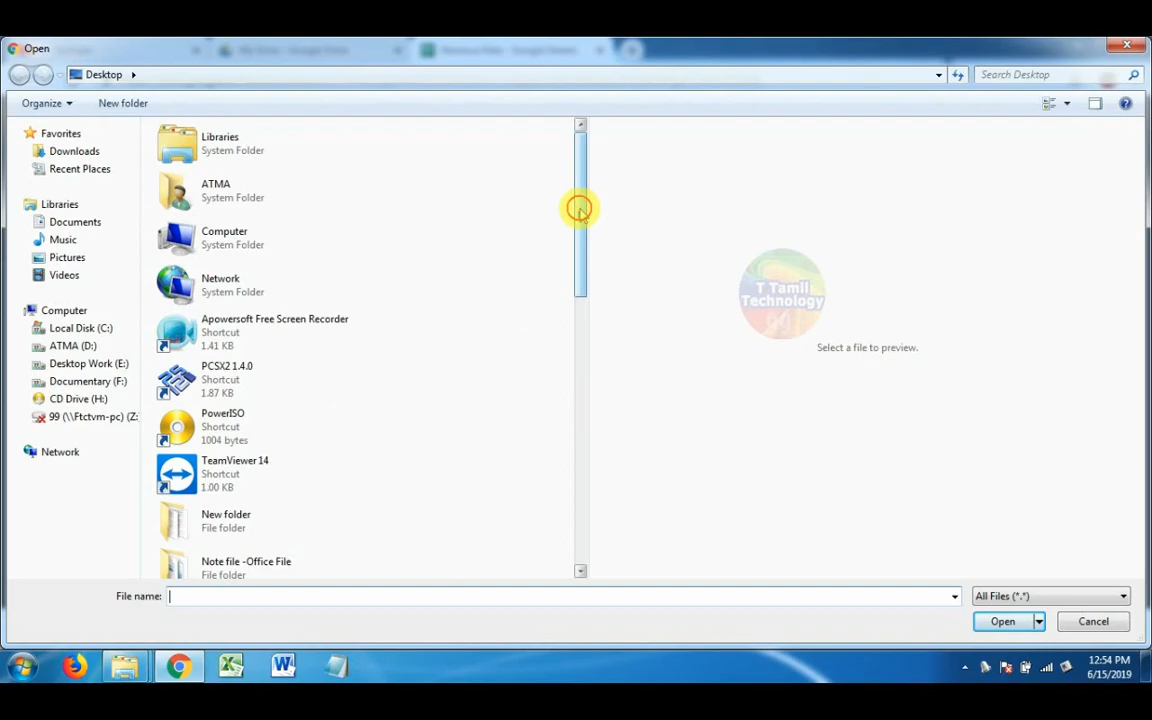 Open
Desktop
Search Desktop
Organize
New folder
Favorites
Downloads
Recent Places
Libraries
Documents
Music
Pictures
Videos
Computer
Local Disk (C:)
ATMA (D:)
Desktop Work (E:)
Documentary (F:)
CD Drive (H:)
99 (\\Ftctvm-pc) (Z:
Network
Libraries
System Folder
ATMA
System Folder
Computer
System Folder
Network
System Folder
Apowersoft Free Screen Recorder
Shortcut
1.41 KB
PCSX2 1.4.0
Shortcut
1.87 KB
PowerISO
Shortcut
1004 bytes
TeamViewer 14
Shortcut
1.00 KB
New folder
File folder
Note file -Office File
File folder
T Tamil
Technology
Select a file to preview.
File name:
All Files (*.*)
Open
Cancel
12:54 PM
6/15/2019